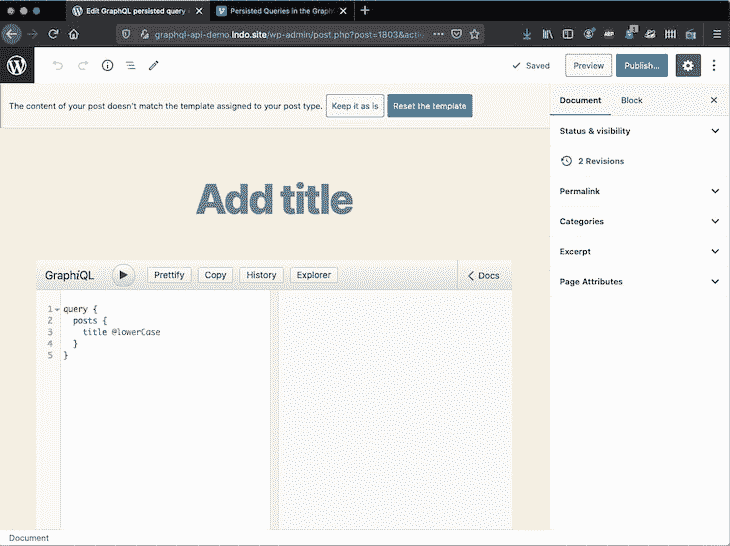 Edit GraphQL persisted query
Persisted Queries in the Graph
graphql-api-demo.lndo.site/wp-admin/post.php?post=1803&actio
Saved
Preview
Publish...
The content of your post doesn't match the template assigned to your post type.
Keep it as is
Reset the template
Document
Block
Status & visibility
2 Revisions
Permalink
Categories
Excerpt
Page Attributes
Add title
GraphiQL
Prettify
Copy
History
Explorer
Docs
1 query {
2 posts {
3 title @lowerCase
4 }
5 }
Document